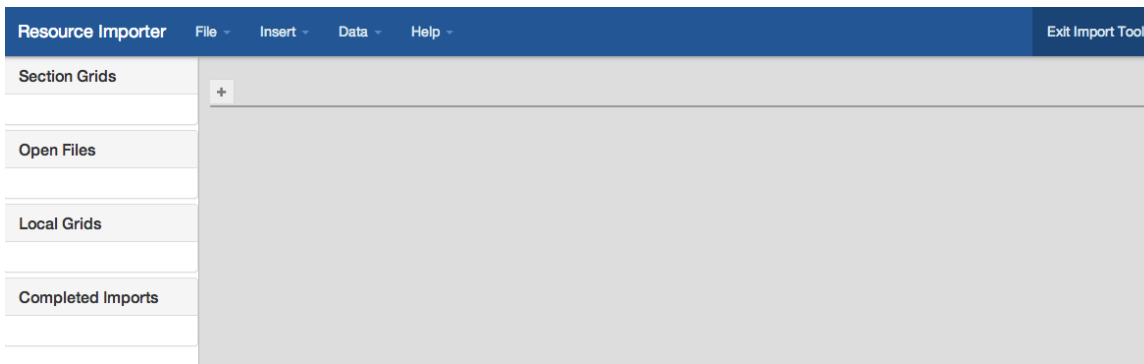 Resource Importer File Insert Data Help Exit Import Tool
Section Grids
+
Open Files
Local Grids
Completed Imports